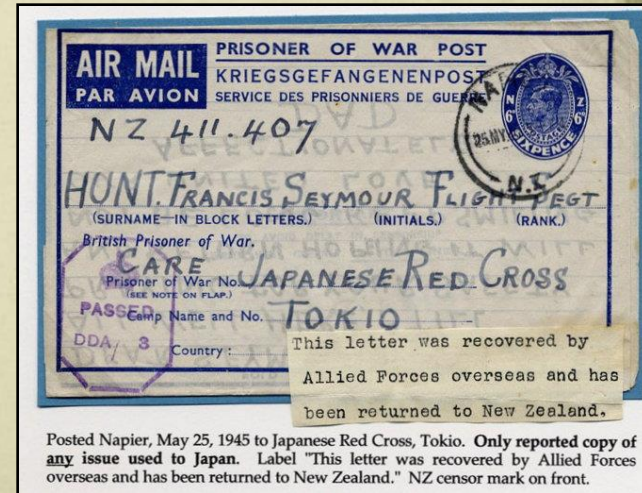 AIR MAIL
PAR AVION
PRISONER OF WAR POST
KRIEGSGEFANGENENPOST
SERVICE DES PRISONNIERS DE GUERRE
N Z
6D 6D
POSTAGE
SIXPENCE
25 MY
N.Z
NZ 411.407
HUNT. FRANCIS SEYMOUR FLIGHT SEGT
(SURNAME—IN BLOCK LETTERS.) (INITIALS.) (RANK.)
British Prisoner of War.
CARE JAPANESE RED CROSS
Prisoner of War No.
(SEE NOTE ON FLAP.)
TOKIO
Camp Name and No.
Country :
PASSED
DDA/ 3
This letter was recovered by
Allied Forces overseas and has
been returned to New Zealand.
Posted Napier, May 25, 1945 to Japanese Red Cross, Tokio. Only reported copy of
any issue used to Japan. Label "This letter was recovered by Allied Forces
overseas and has been returned to New Zealand." NZ censor mark on front.